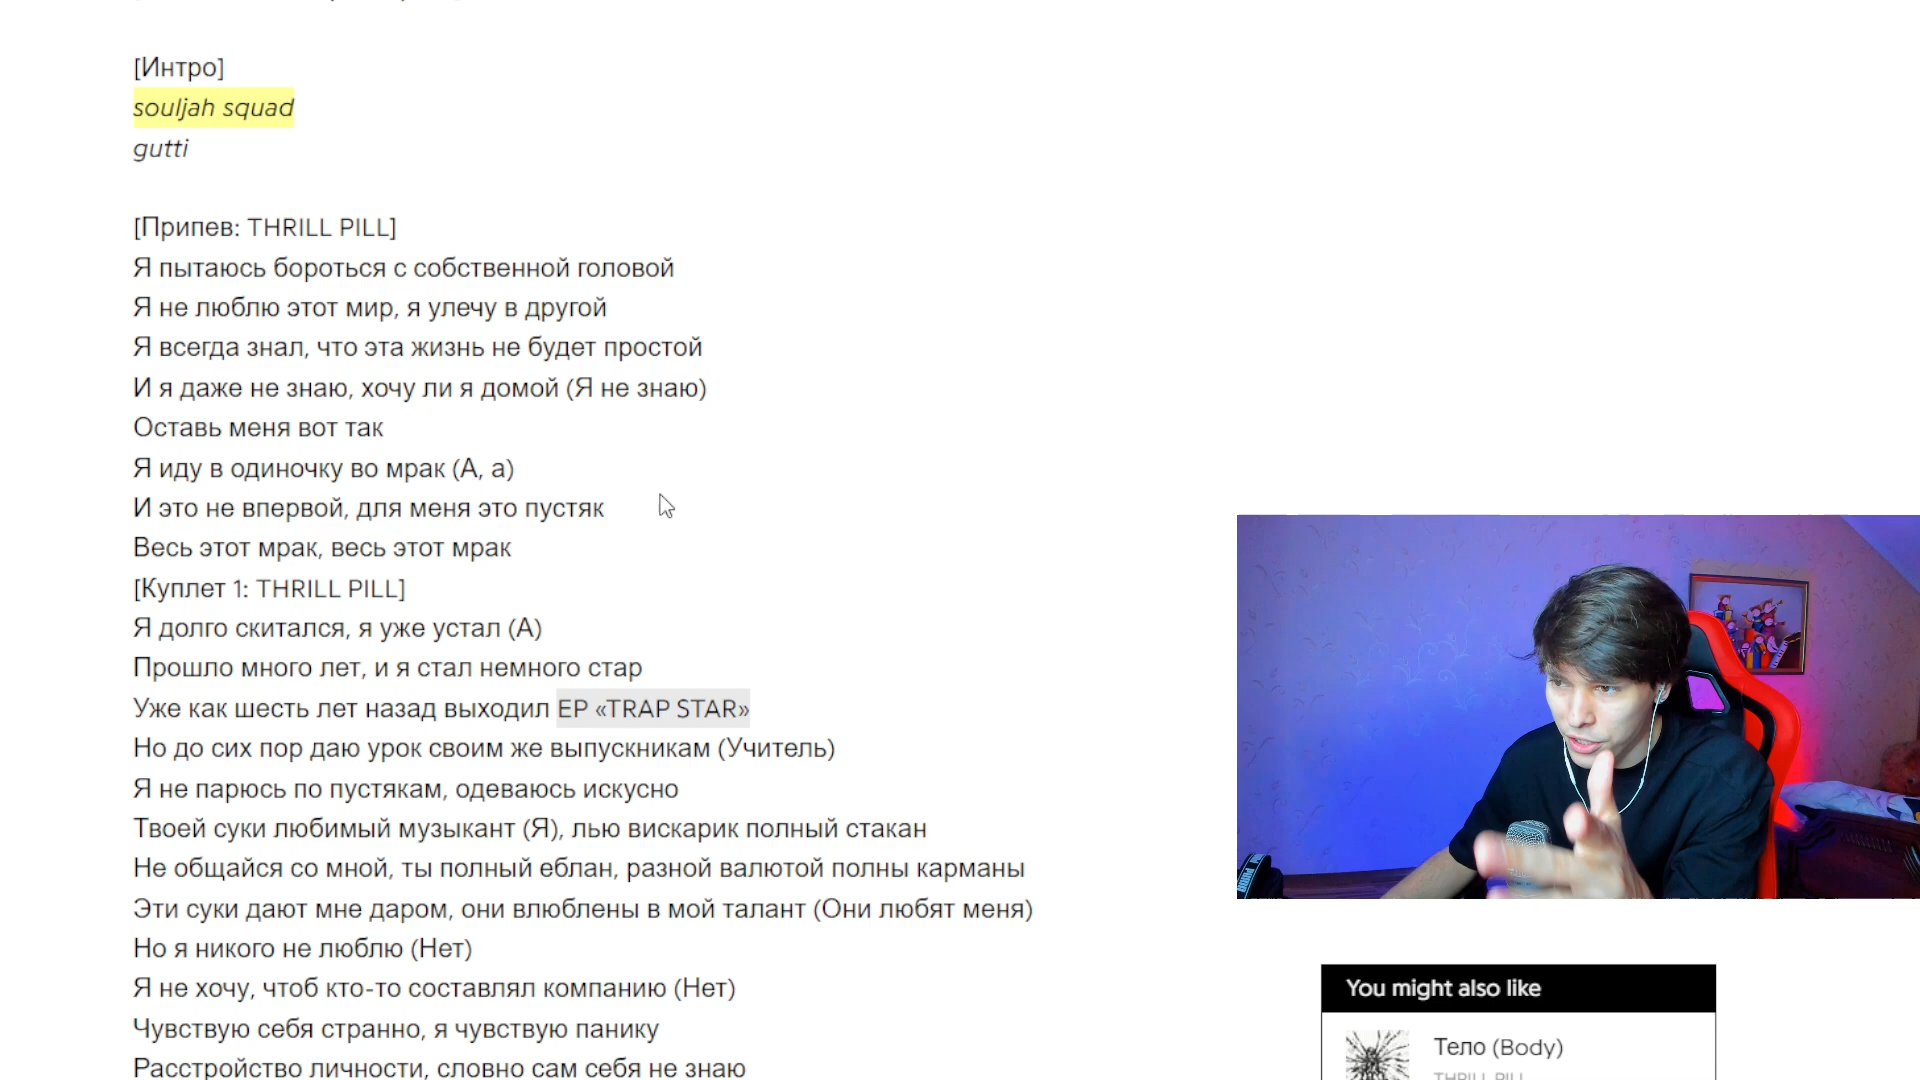 [Интро]
souljah squad
gutti
[Припев: THRILL PILL]
Я пытаюсь бороться с собственной головой
Я не люблю этот мир, я улечу в другой
Я всегда знал, что эта жизнь не будет простой
И я даже не знаю, хочу ли я домой (Я не знаю)
Оставь меня вот так
Я иду в одиночку во мрак (А, а)
И это не впервой, для меня это пустяк
Весь этот мрак, весь этот мрак
[Куплет 1: THRILL PILL]
Я долго скитался, я уже устал (А)
Прошло много лет, и я стал немного стар
Уже как шесть лет назад выходил EP «TRAP STAR»
Но до сих пор даю урок своим же выпускникам (Учитель)
Я не парюсь по пустякам, одеваюсь искусно
Твоей суки любимый музыкант (Я), лью вискарик полный стакан
Не общайся со мной, ты полный еблан, разной валютой полны карманы
Эти суки дают мне даром, они влюблены в мой талант (Они любят меня)
Но я никого не люблю (Нет)
Я не хочу, чтоб кто-то составлял компанию (Нет)
Чувствую себя странно, я чувствую панику
Расстройство личности, словно сам себя не знаю
You might also like
Тело (Body)
THRILL PILL